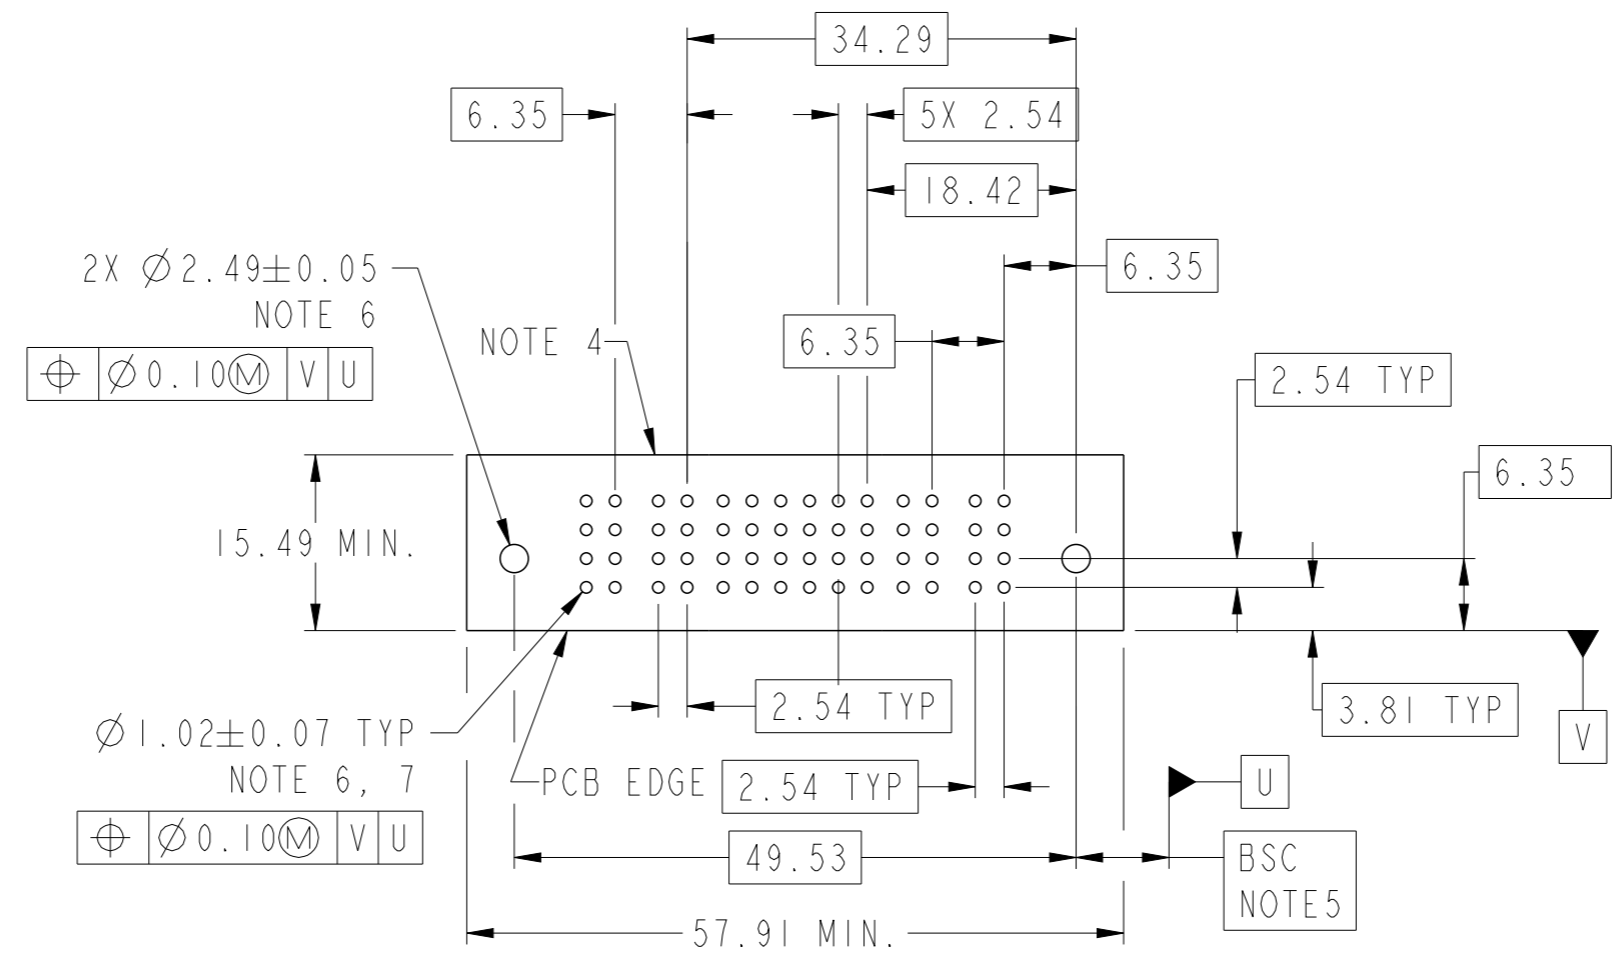 34.29
6.35
5X 2.54
18.42
2X ⌀2.49±0.05
NOTE 6
⌖ ⌀0.10Ⓜ V U
6.35
NOTE 4
6.35
2.54 TYP
6.35
15.49 MIN.
⌀1.02±0.07 TYP
NOTE 6, 7
⌖ ⌀0.10Ⓜ V U
2.54 TYP
3.81 TYP
V
PCB EDGE
2.54 TYP
U
49.53
BSC
NOTE5
57.91 MIN.